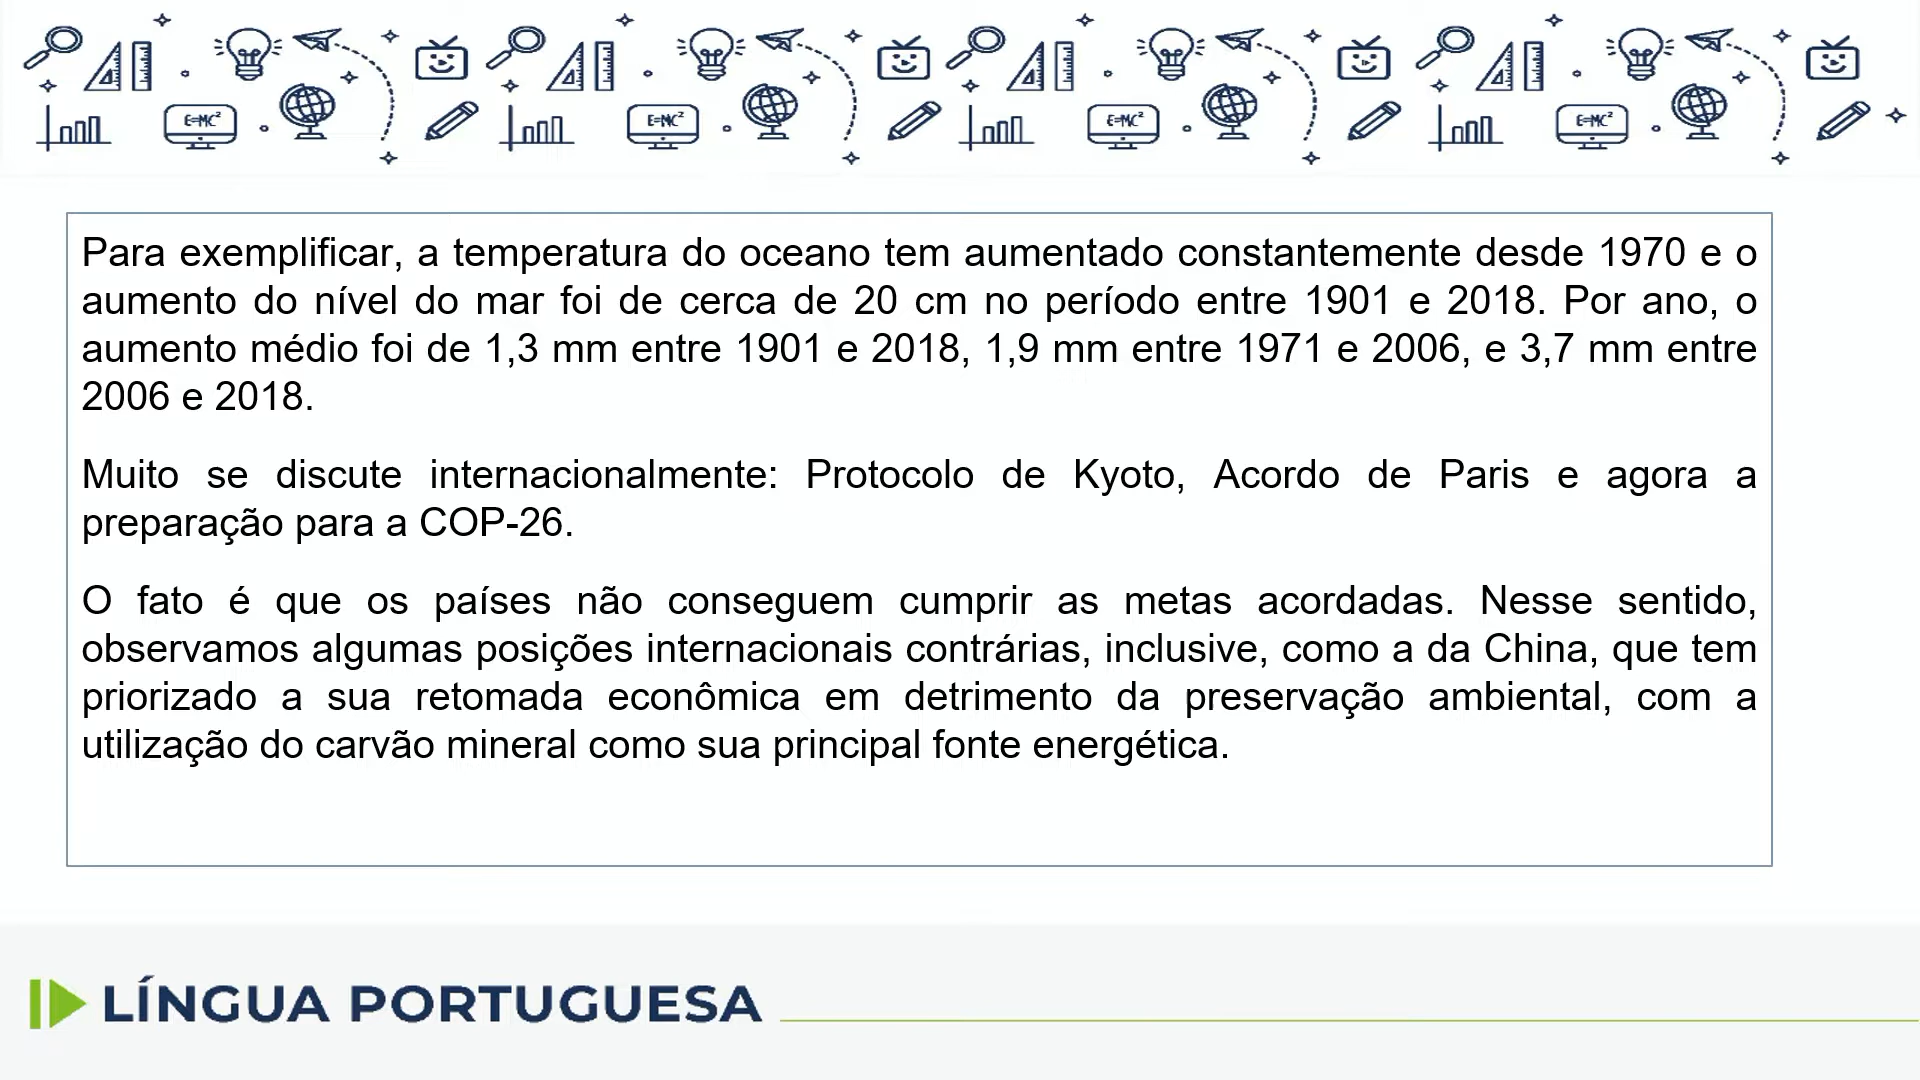 E=MC² E=MC² E=MC² E=MC²
Para exemplificar, a temperatura do oceano tem aumentado constantemente desde 1970 e o
aumento do nível do mar foi de cerca de 20 cm no período entre 1901 e 2018. Por ano, o
aumento médio foi de 1,3 mm entre 1901 e 2018, 1,9 mm entre 1971 e 2006, e 3,7 mm entre
2006 e 2018.
Muito se discute internacionalmente: Protocolo de Kyoto, Acordo de Paris e agora a
preparação para a COP-26.
O fato é que os países não conseguem cumprir as metas acordadas. Nesse sentido,
observamos algumas posições internacionais contrárias, inclusive, como a da China, que tem
priorizado a sua retomada econômica em detrimento da preservação ambiental, com a
utilização do carvão mineral como sua principal fonte energética.
LÍNGUA PORTUGUESA